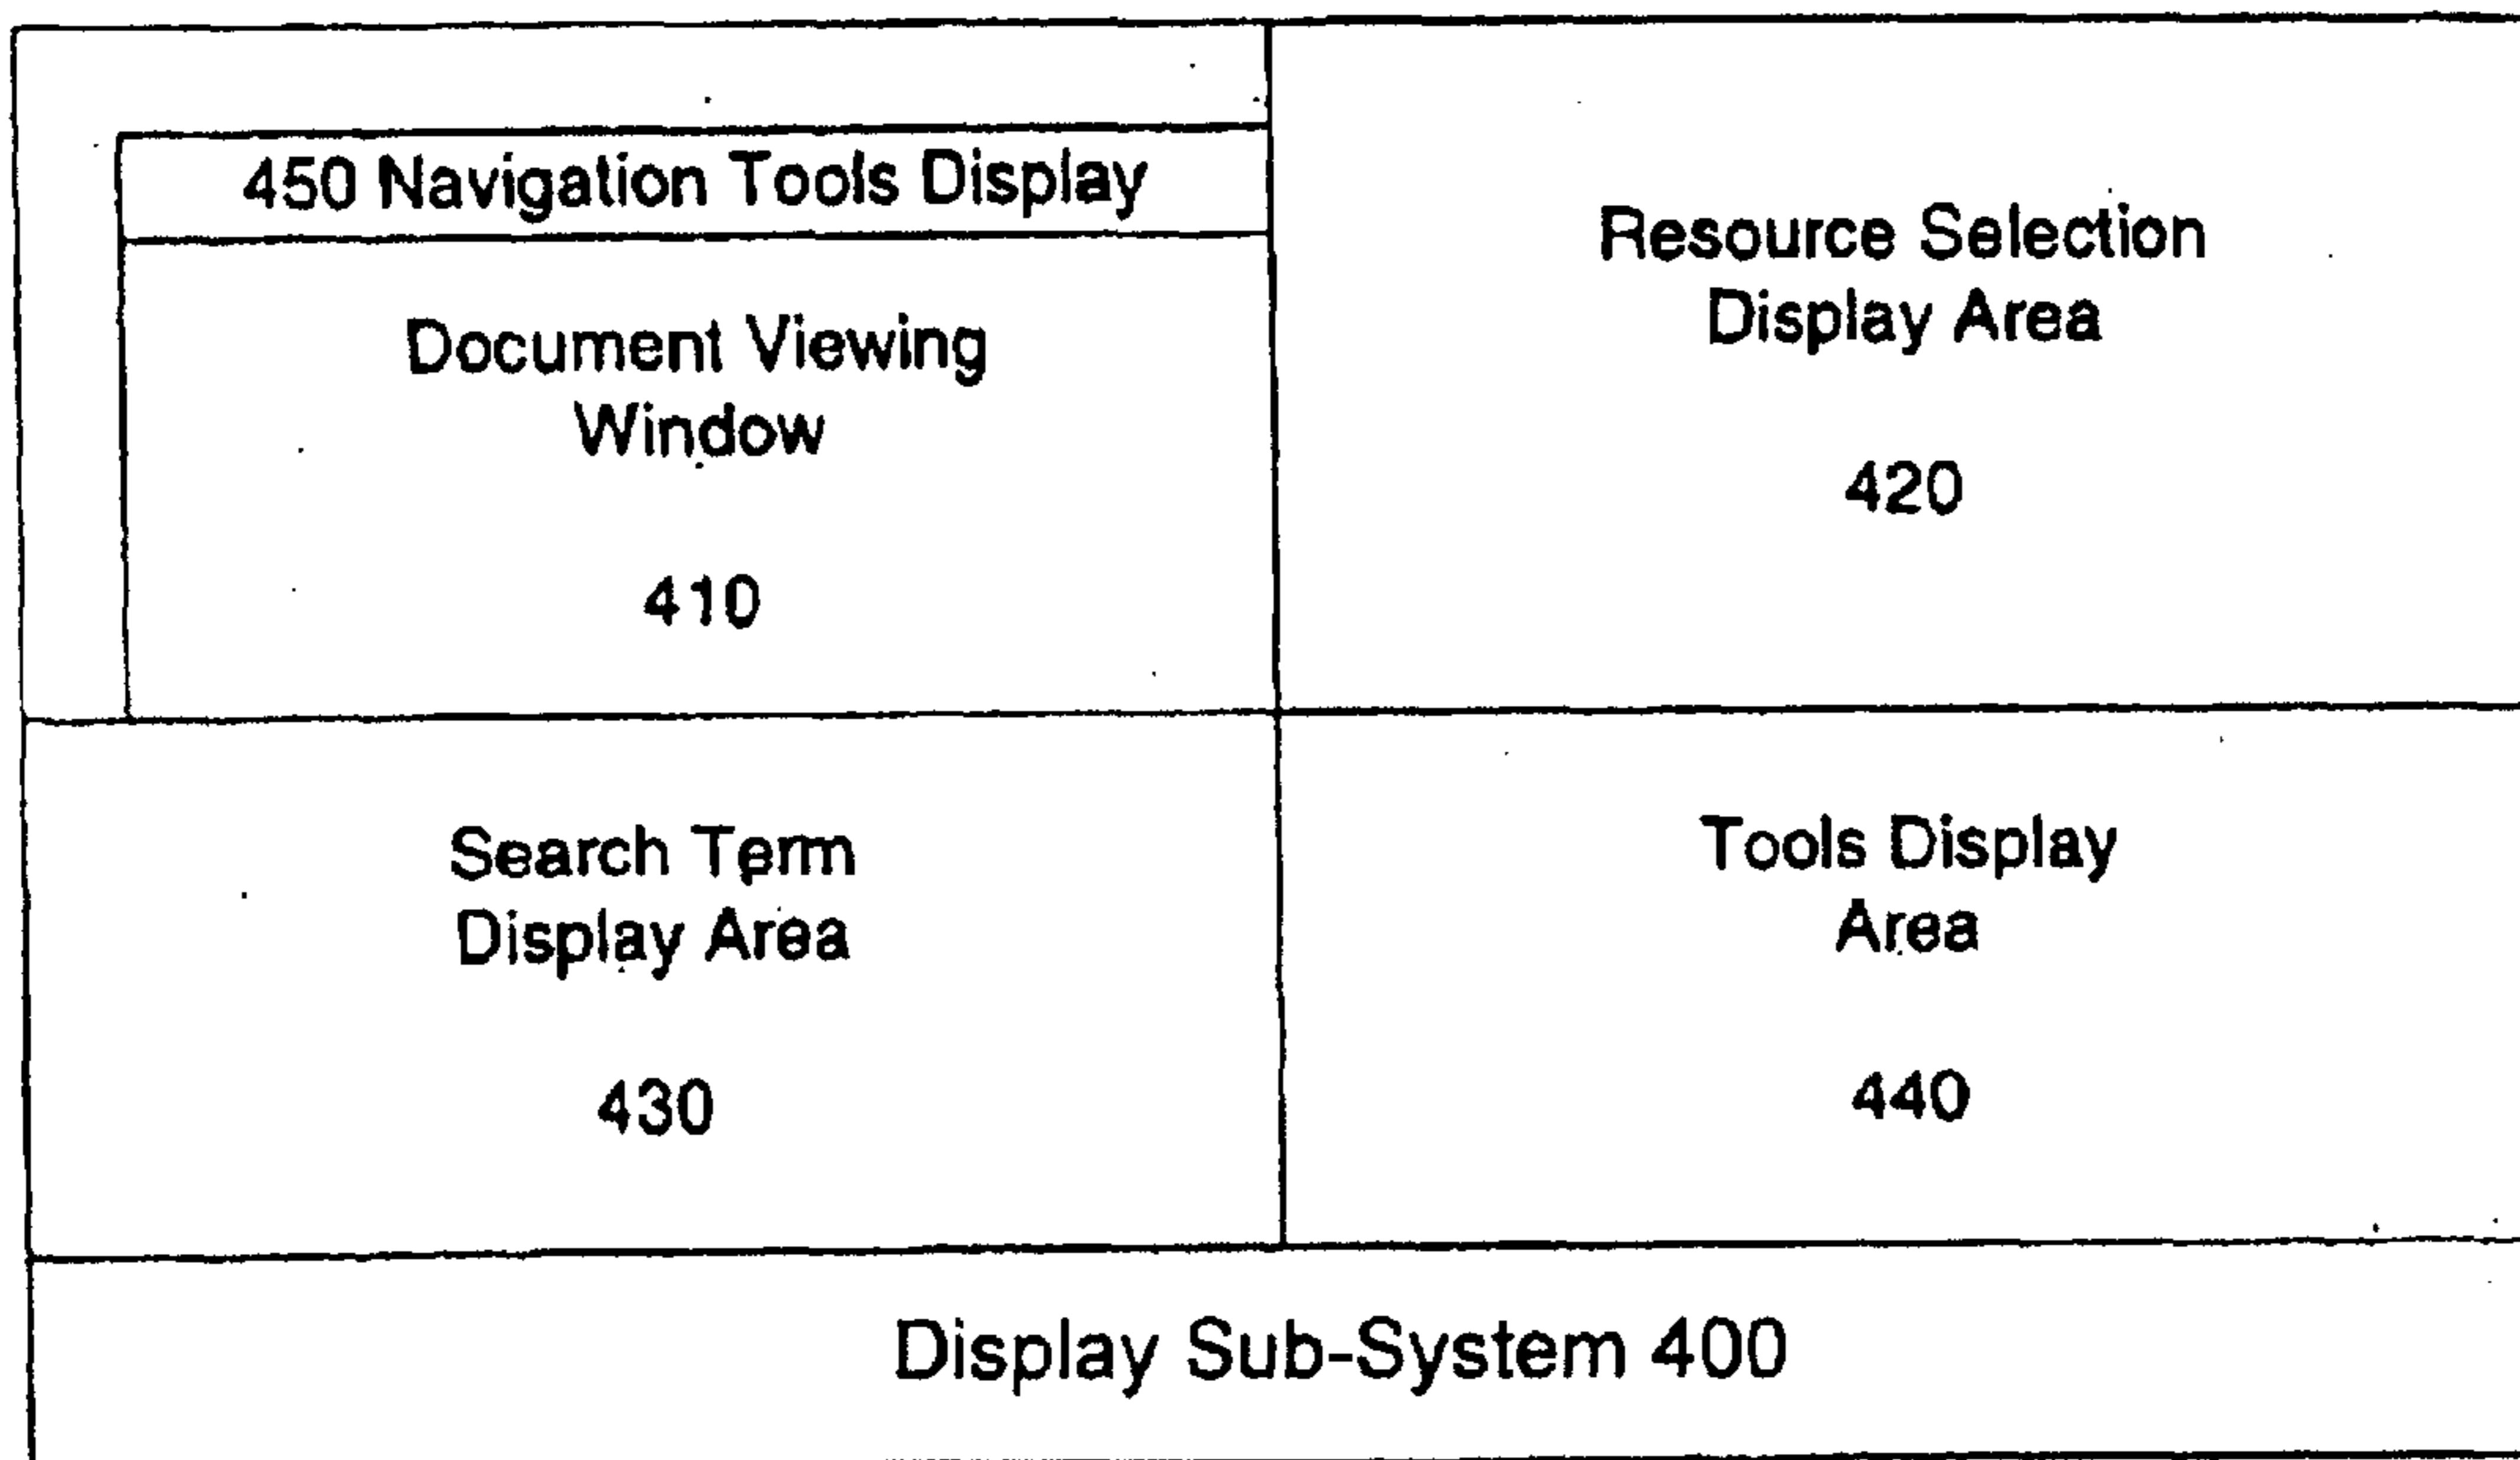 450 Navigation Tools Display
Document Viewing
Window
410
Resource Selection
Display Area
420
Search Term
Display Area
430
Tools Display
Area
440
Display Sub-System 400